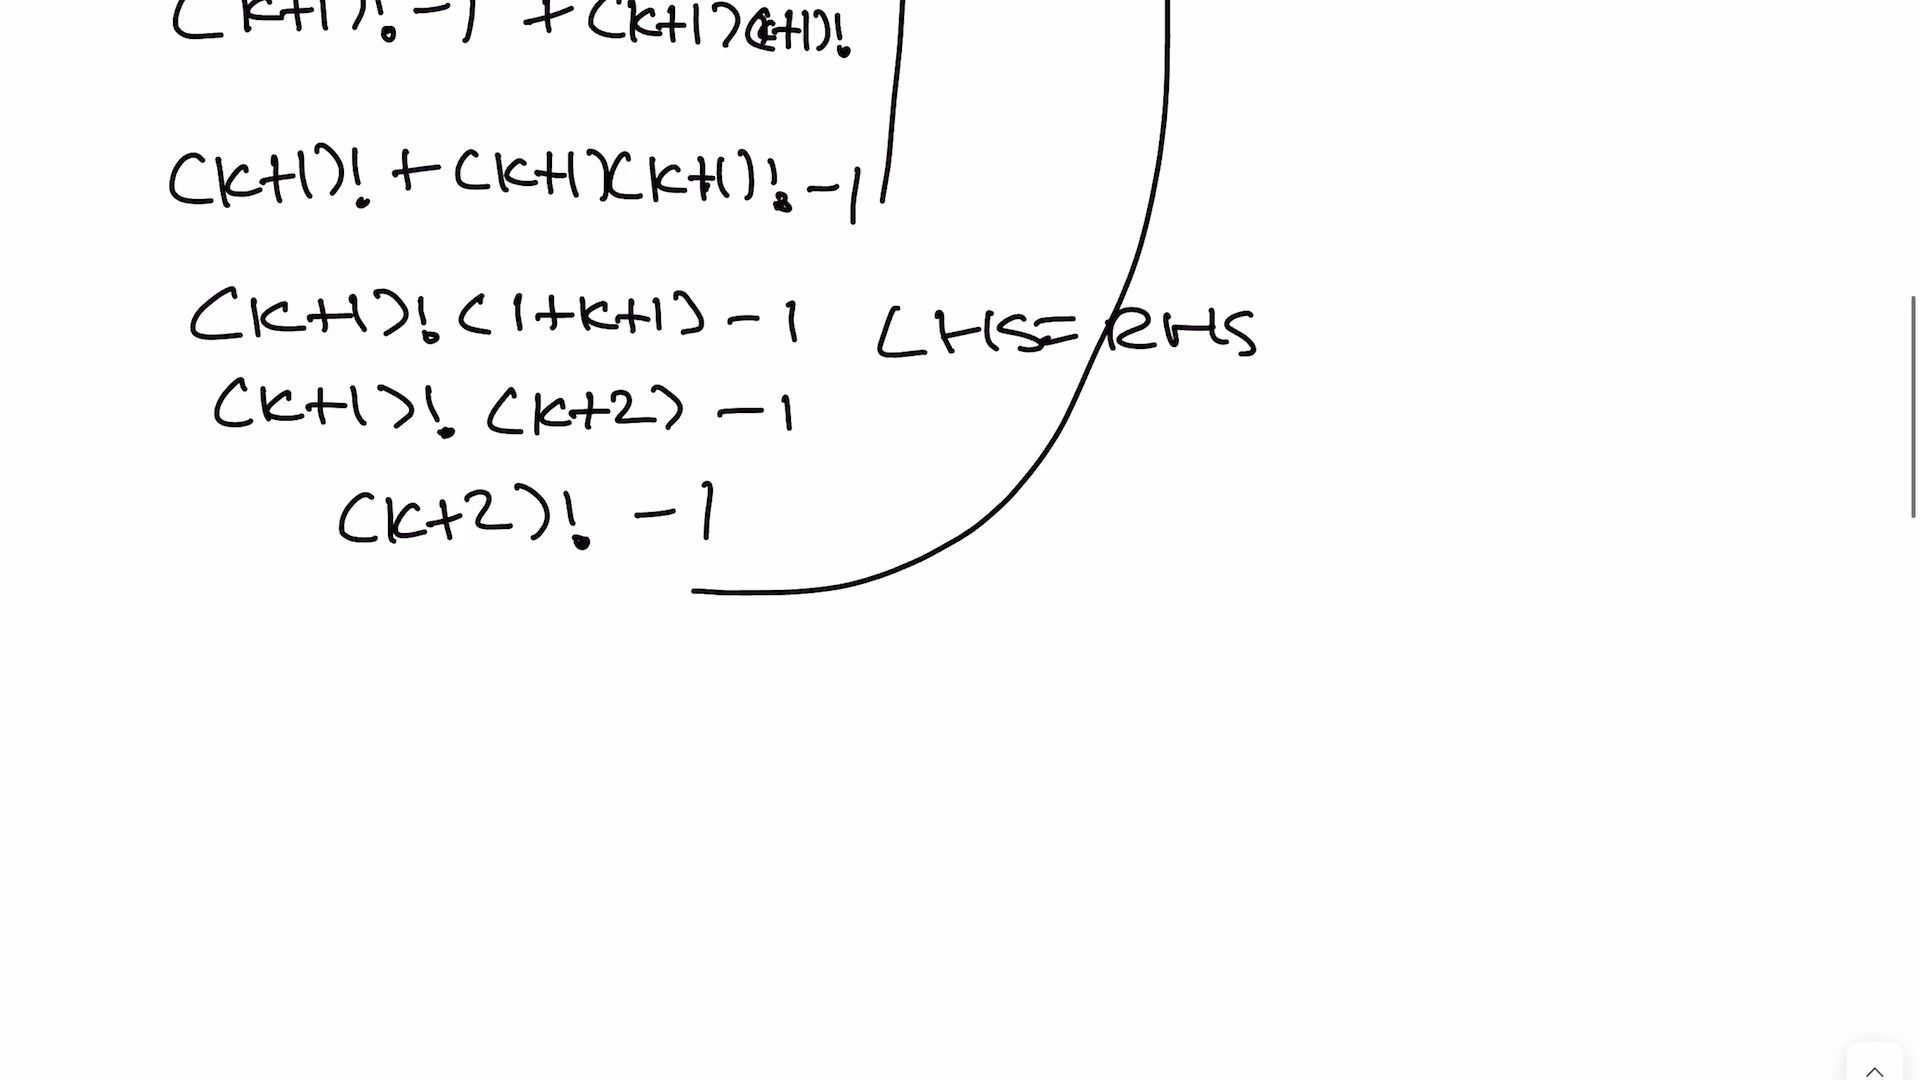 (k+1)! -1 + (k+1)(k+1)!
(k+1)! + (k+1)(k+1)! -1
(k+1)! (1+k+1) - 1 LHS = RHS
(k+1)! (k+2) - 1
(k+2)! - 1